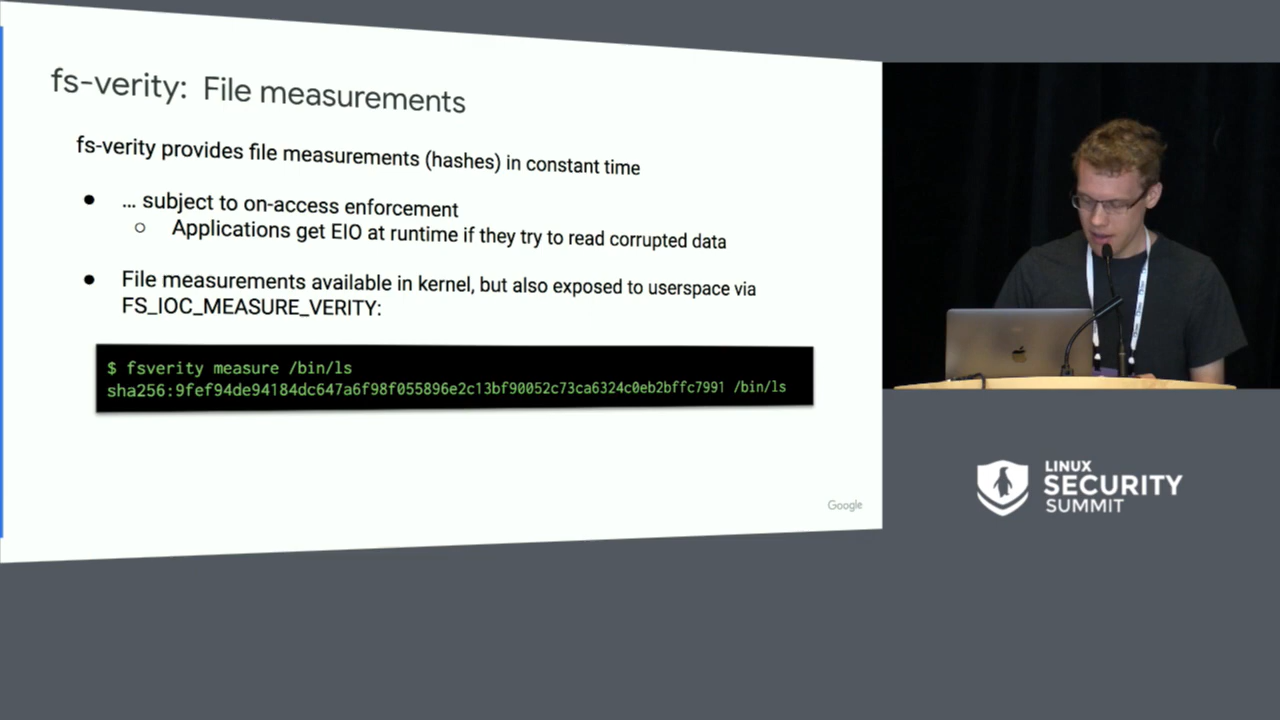 fs-verity: File measurements
fs-verity provides file measurements (hashes) in constant time
● ... subject to on-access enforcement
○ Applications get EIO at runtime if they try to read corrupted data
● File measurements available in kernel, but also exposed to userspace via
FS_IOC_MEASURE_VERITY:
$ fsverity measure /bin/ls
sha256:9fef94de94184dc647a6f98f055896e2c13bf90052c73ca6324c0eb2bffc7991 /bin/ls
Google
LINUX
SECURITY
SUMMIT